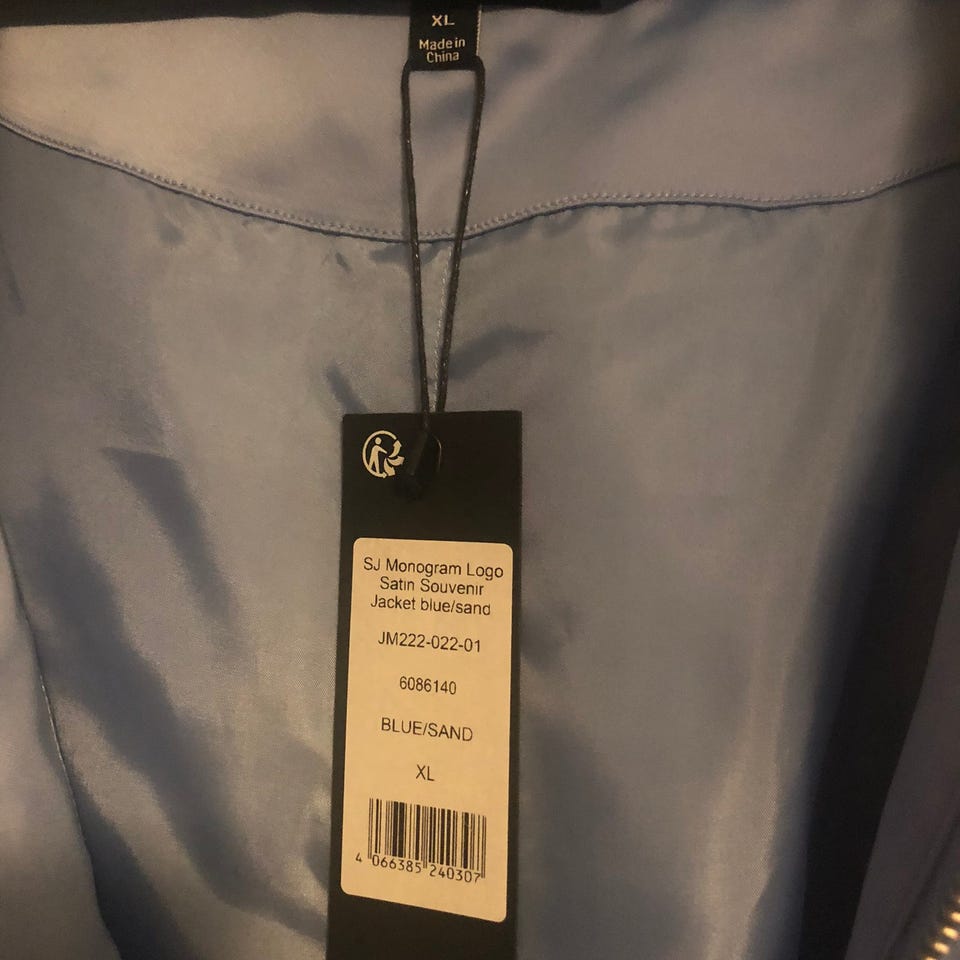 XL
Made in
China
SJ Monogram Logo
Satin Souvenir
Jacket blue/sand
JM222-022-01
6086140
BLUE/SAND
XL
4 066385 240307